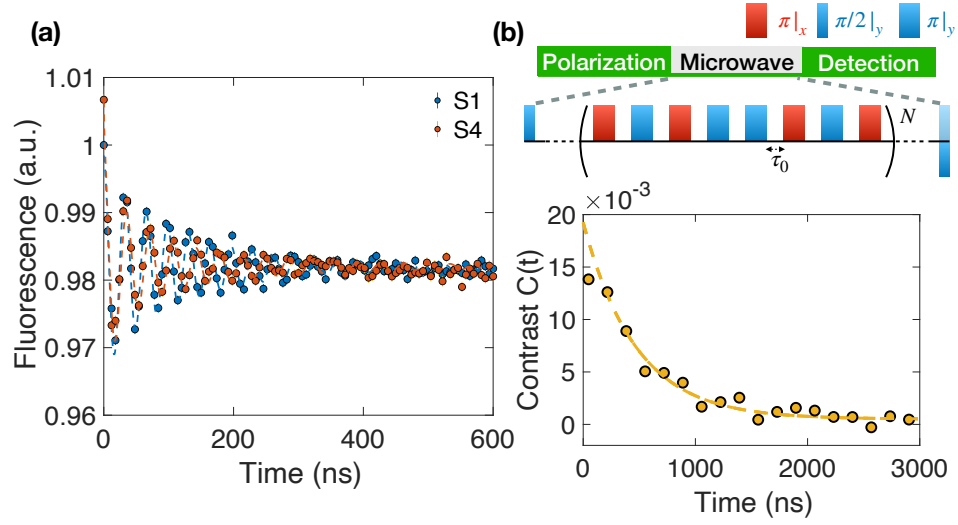 (a)
1.01
1
0.99
0.98
0.97
0.96
Fluorescence (a.u.)
S1
S4
0
200
400
600
Time (ns)
(b)
π|x
π/2|y
π|y
Polarization
Microwave
Detection
N
τ0
×10-3
20
15
10
5
0
Contrast C(t)
0
1000
2000
3000
Time (ns)